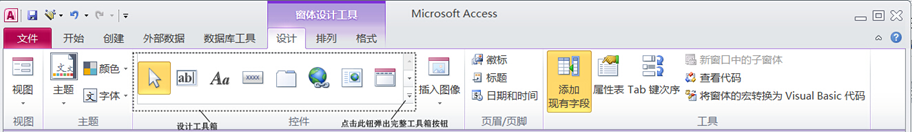 窗体设计工具 Microsoft Access
文件 开始 创建 外部数据 数据库工具 设计 排列 格式
视图 主题 文文 颜色 文 字体 ab Aa xxxx 插入图像 徽标 标题 日期和时间 添加现有字段 属性表 Tab 键次序 新窗口中的子窗体 查看代码 将窗体的宏转换为 Visual Basic 代码
设计工具箱 点击此钮弹出完整工具箱按钮
视图 主题 控件 页眉/页脚 工具